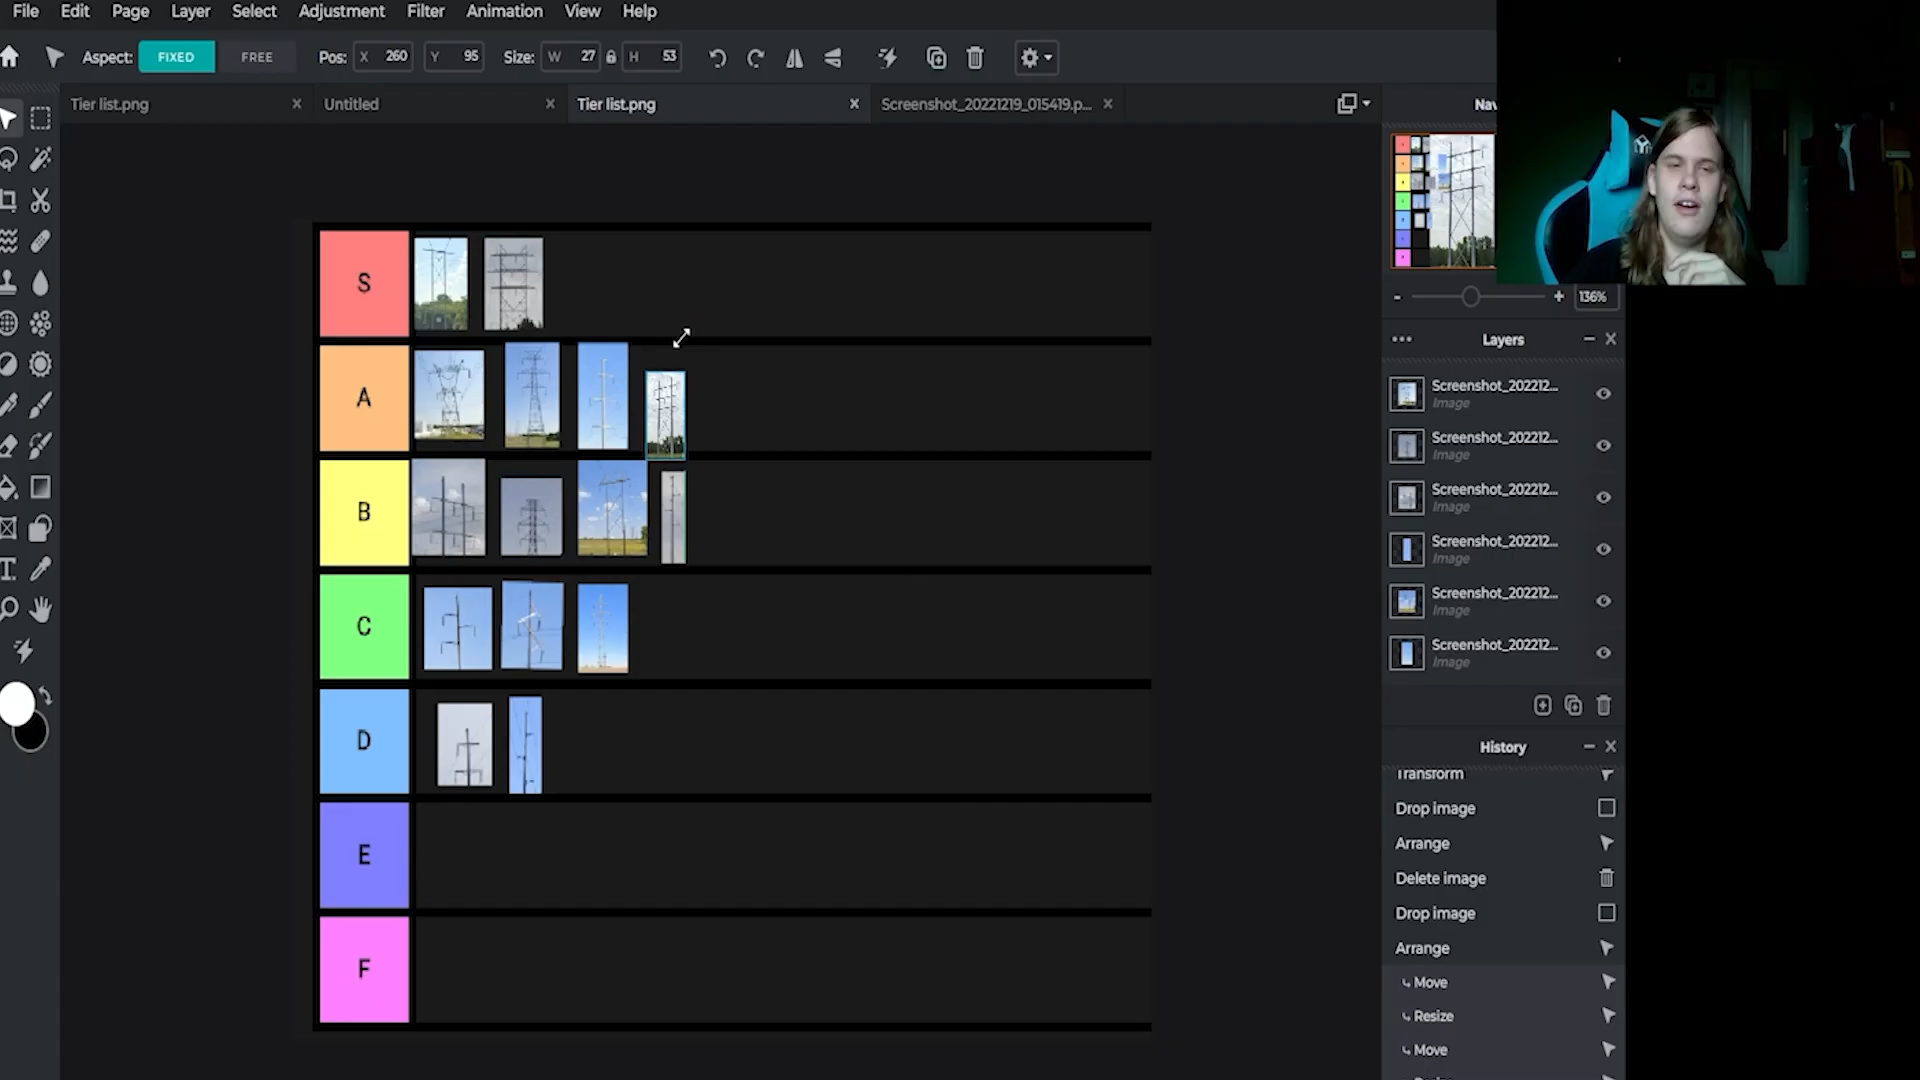 File Edit Page Layer Select Adjustment Filter Animation View Help
Aspect: FIXED FREE Pos: X 260 Y 95 Size: W 27 H 53
Tier list.png Untitled Tier list.png Screenshot_20221219_015419.p...
Nav
- + 136%
S
A
B
C
D
E
F
Layers
Screenshot_202212...
Image
Screenshot_202212...
Image
Screenshot_202212...
Image
Screenshot_202212...
Image
Screenshot_202212...
Image
Screenshot_202212...
Image
History
Transform
Drop image
Arrange
Delete image
Drop image
Arrange
Move
Resize
Move